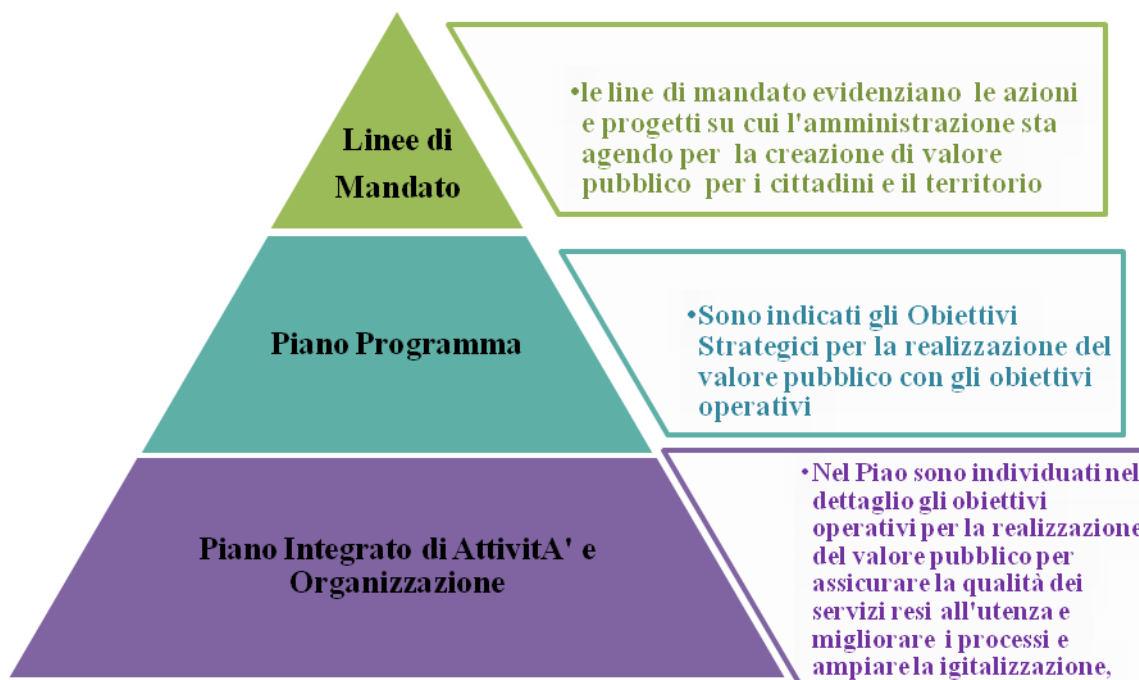 Linee di
Mandato
•le line di mandato evidenziano le azioni
e progetti su cui l'amministrazione sta
agendo per la creazione di valore
pubblico per i cittadini e il territorio
Piano Programma
•Sono indicati gli Obiettivi
Strategici per la realizzazione del
valore pubblico con gli obiettivi
operativi
Piano Integrato di AttivitA' e
Organizzazione
•Nel Piao sono individuati nel
dettaglio gli obiettivi
operativi per la realizzazione
del valore pubblico per
assicurare la qualità dei
servizi resi all'utenza e
migliorare i processi e
ampiare la igitalizzazione,